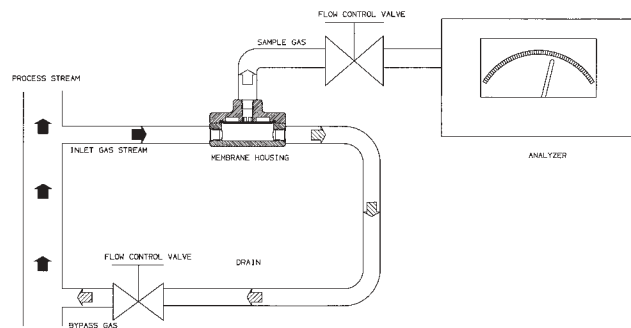 FLOW CONTROL VALVE
SAMPLE GAS
PROCESS STREAM
INLET GAS STREAM
MEMBRANE HOUSING
ANALYZER
FLOW CONTROL VALVE
DRAIN
BYPASS GAS